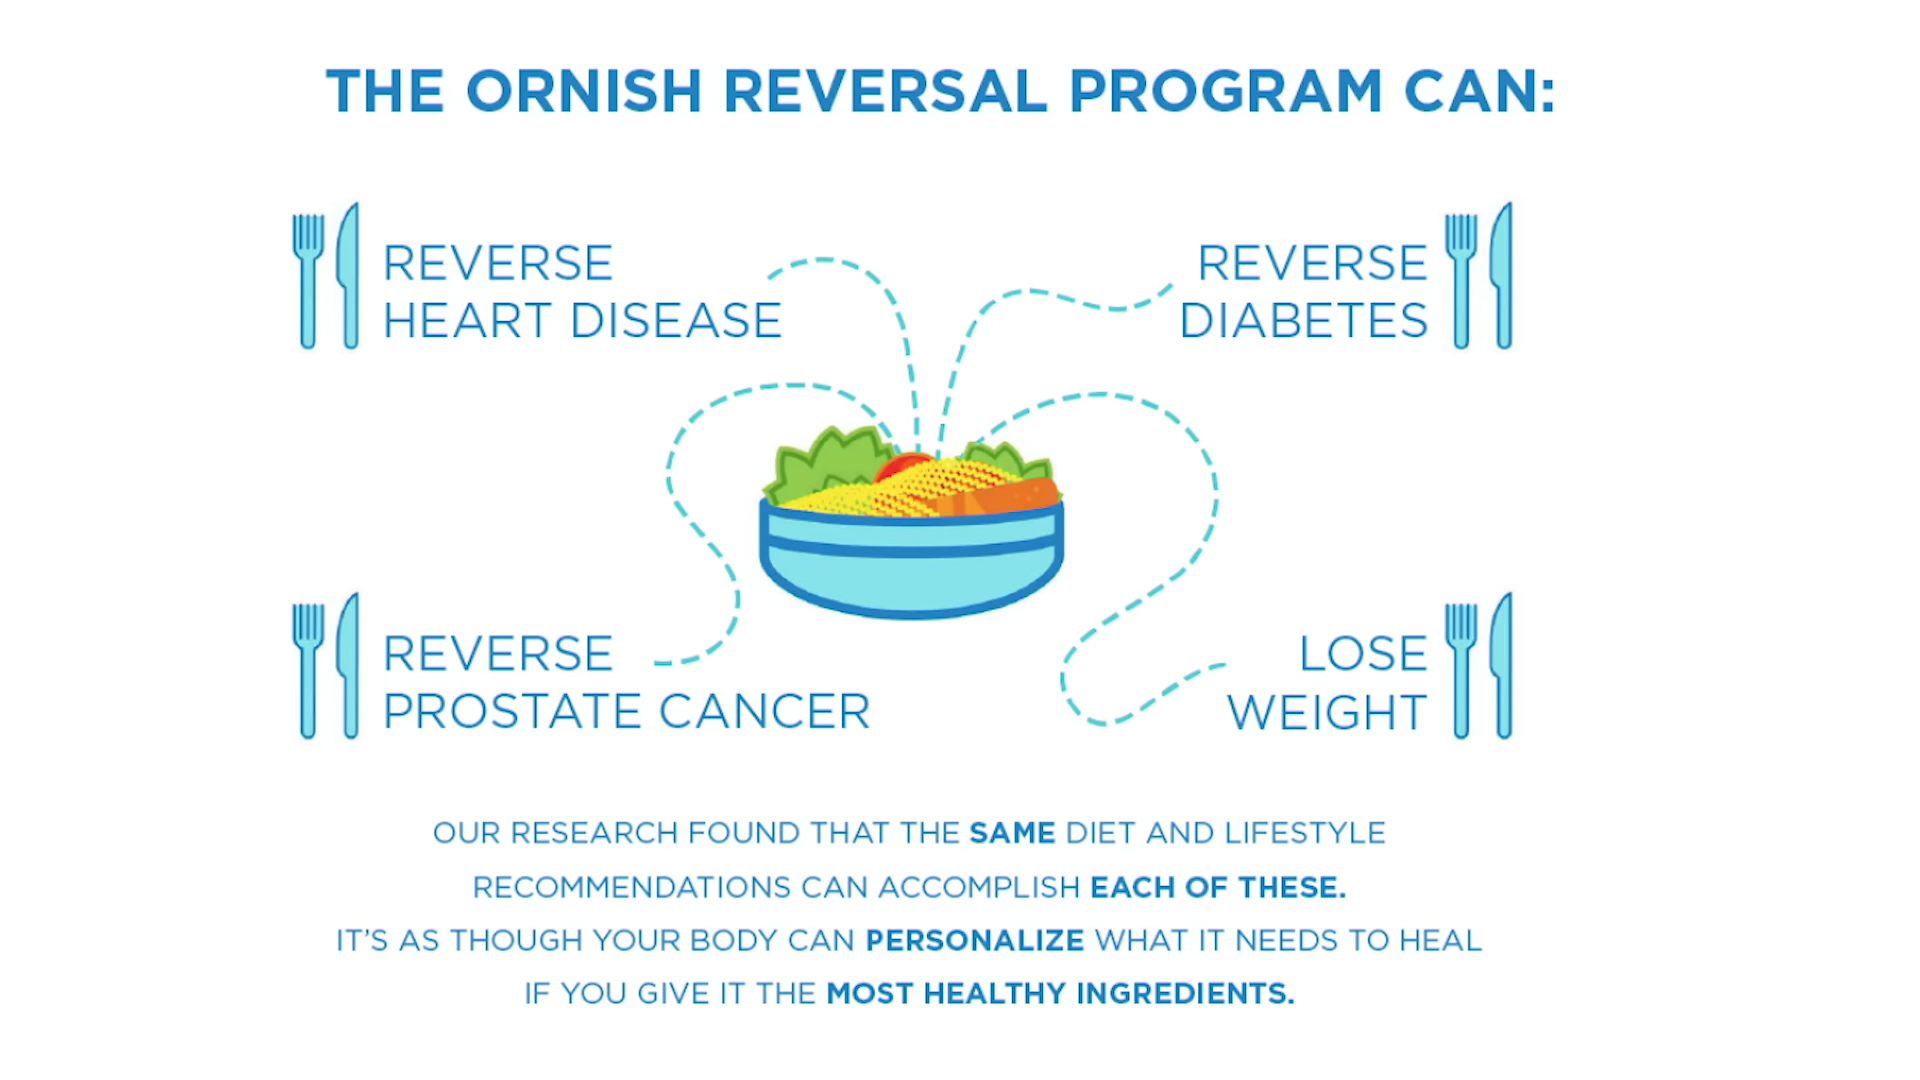 THE ORNISH REVERSAL PROGRAM CAN:
REVERSE
HEART DISEASE
REVERSE
DIABETES
REVERSE
PROSTATE CANCER
LOSE
WEIGHT
OUR RESEARCH FOUND THAT THE SAME DIET AND LIFESTYLE
RECOMMENDATIONS CAN ACCOMPLISH EACH OF THESE.
IT'S AS THOUGH YOUR BODY CAN PERSONALIZE WHAT IT NEEDS TO HEAL
IF YOU GIVE IT THE MOST HEALTHY INGREDIENTS.